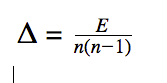 Δ = E / n(n−1)